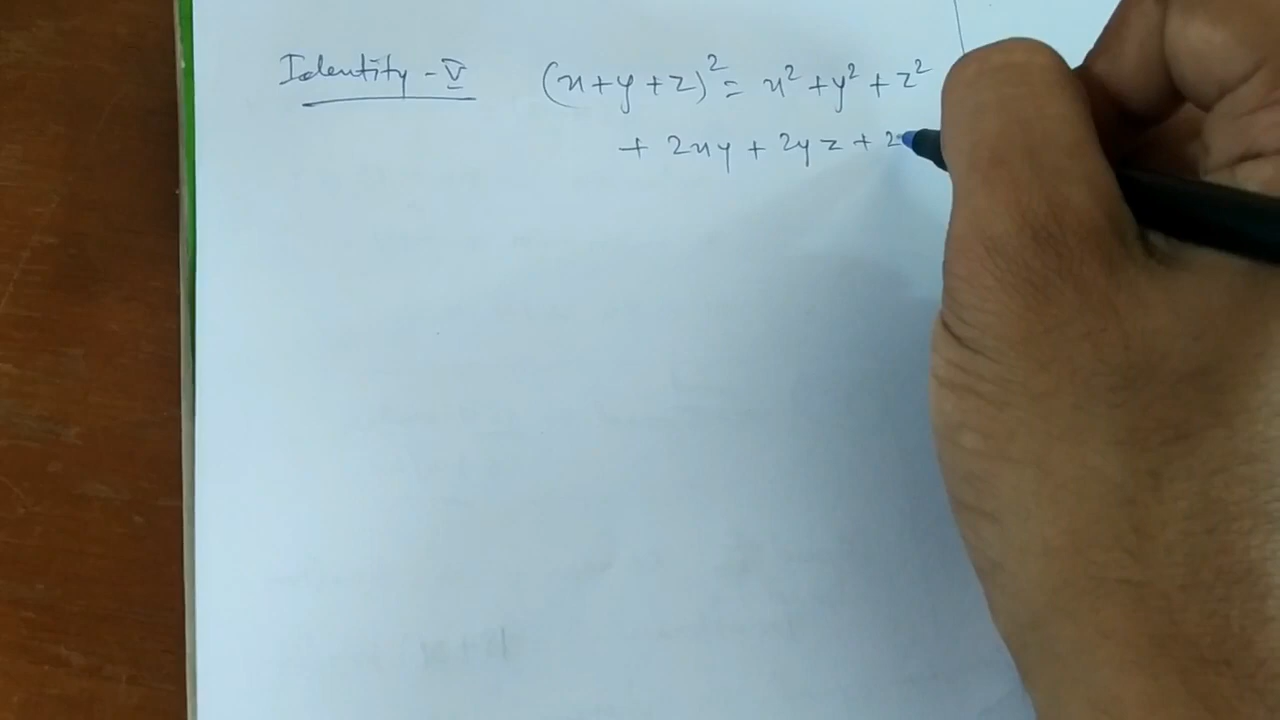 Identity - V (x+y+z)² = x² + y² + z²
+ 2xy + 2yz + 2